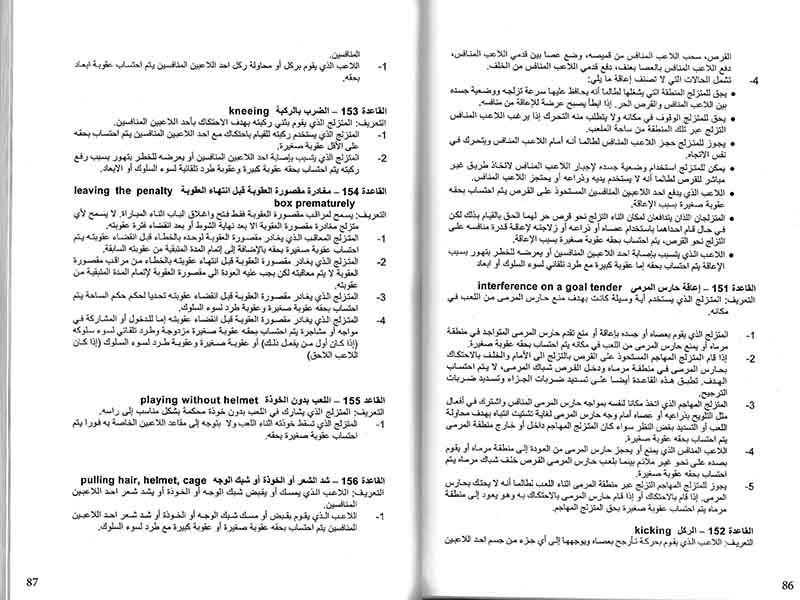 القرص، سحب اللاعب المنافس من قميصه، وضع عصا بين قدمي اللاعب المنافس،
دفع اللاعب المنافس بالعصا بعنف، دفع قدمي اللاعب المنافس من الخلف.
4- تشمل الحالات التي لا تصنف إعاقة ما يلي:
• يحق للمتزلج المنطقة التي يشغلها لطالما أنه يحافظ عليها سرعة تزلجه ووضعية جسده
بين اللاعب المنافس والقرص الحر. إذا ابطأ يصبح عرضة للإعاقة من منافسه.
• يحق للمتزلج الوقوف في مكانه ولا يتطلب منه التحرك إذا يرغب اللاعب المنافس
التزلج عبر تلك المنطقة من ساحة الملعب.
• يجوز للمتزلج حجز اللاعب المنافس لطالما أنه أمام اللاعب المنافس ويتحرك في
نفس الاتجاه.
• يمكن للمتزلج استخدام وضعية جسده لإجبار اللاعب المنافس لاتخاذ طريق غير
مباشر للقرص لطالما أنه لا يستخدم يديه وذراعه أو يحتجز اللاعب المنافس.
• اللاعب الذي يدفع احد اللاعبين المنافسين المستحوذ على القرص يتم احتساب بحقه
عقوبة صغيرة بسبب الإعاقة.
• المتزلجان اللذان يتدافعان لمكان اثناء التزلج نحو قرص حر لهما الحق بالقيام بذلك لكن
في حال قام احدهما باستخدام عصاه أو ذراعه أو زلاجته لإعاقة قدرة منافسه على
التزلج نحو القرص، يتم احتساب بحقه عقوبة صغيرة بسبب الإعاقة.
• اللاعب الذي يتسبب بإصابة احد اللاعبين المنافسين أو يعرضه للخطر بتهور بسبب
الإعاقة يتم احتساب بحقه إما عقوبة كبيرة مع طرد تلقائي لسوء السلوك أو ابعاد
القاعدة 151 – إعاقة حارس المرمى interference on a goal tender
التعريف: المتزلج الذي يستخدم أية وسيلة كانت بهدف منع حارس المرمى من اللعب في
مكانه.
1- المتزلج الذي يقوم بعصاه أو جسده بإعاقة أو منع تقدم حارس المرمى المتواجد في منطقة
مرماه أو يمنع حارس المرمى من اللعب في مكانه يتم احتساب بحقه عقوبة صغيرة.
2- إذا قام المتزلج المهاجم المستحوذ على القرص بالتزلج الى الأمام والخلف بالاحتكاك
بحارس المرمى في منطقة مرماه ودخل القرص شباك المرمى، لا يتم احتساب
الهدف. تطبق هذه القاعدة أيضا على تسديد ضربات الجزاء وتسديد ضربات
الترجيح.
3- المتزلج المهاجم الذي اتخذ مكانا لنفسه بمواجه حارس المرمى واشترك في أفعال
مثل التلويح بذراعيه أو عصاه أمام وجه حارس المرمى لغاية تشتيت انتباه بهدف محاولة
اللعب أو التسديد بغض النظر سواء كان المتزلج المهاجم داخل أو خارج منطقة المرمى
يتم احتساب بحقه عقوبة صغيرة.
4- اللاعب الذي يمنع أو يحجز حارس المرمى من العودة إلى منطقة مرماه أو يقوم
بصده على نحو غير ملائم بينما يلعب حارس المرمى القرص خلف شباك مرماه يتم
احتساب بحقه عقوبة صغيرة.
5- يجوز للمتزلج المهاجم التزلج عبر منطقة المرمى اثناء اللعب لطالما أنه لا يحتك بحارس
المرمى. إذا قام بالاحتكاك أو إذا قام حارس المرمى بالاحتكاك به وهو يعود إلى منطقة
مرماه يتم احتساب عقوبة صغيرة بحق المتزلج المهاجم.
القاعدة 152 – الركل kicking
التعريف: اللاعب الذي يقوم بحركة تأرجح بعصاه ويوجهها إلى أي جزء من جسم احد اللاعبين
86
المنافسين.
1- اللاعب الذي يقوم بركل أو محاولة ركل احد اللاعبين المنافسين يتم احتساب عقوبة ابعاد
بحقه.
القاعدة 153 – الضرب بالركبة kneeing
التعريف: المتزلج الذي يقوم بثني ركبته بهدف الاحتكاك بأحد اللاعبين المنافسين.
1- المتزلج الذي يستخدم ركبته للقيام باحتكاك مع احد اللاعبين المنافسين يتم احتساب بحقه
على الأقل عقوبة صغيرة.
2- المتزلج الذي يتسبب بإصابة احد اللاعبين المنافسين أو يعرضه للخطر بتهور بسبب رفع
ركبته يتم احتساب بحقه عقوبة كبيرة وعقوبة طرد تلقائية لسوء السلوك أو الابعاد.
القاعدة 154 – مغادرة مقصورة العقوبة قبل انتهاء العقوبة leaving the penalty
box prematurely
التعريف: يسمح لمراقب مقصورة العقوبة فقط فتح وإغلاق الباب اثناء المباراة. لا يسمح لأي
متزلج مغادرة مقصورة العقوبة الا بعد نهاية الشوط أو بعد انقضاء فترة عقوبته.
1- المتزلج المعاقب الذي يغادر مقصورة العقوبة لوحده بالخطاء قبل انقضاء عقوبته يتم
احتساب عقوبة صغيرة بحقه بالإضافة إلى إتمام المدة المتبقية من عقوبته السابقة.
2- المتزلج الذي يغادر مقصورة العقوبة قبل انتهاء عقوبته بالخطاء من مراقب مقصورة
العقوبة لا يتم معاقبته لكن يجب عليه العودة الى مقصورة العقوبة لإتمام المدة المتبقية من
عقوبته.
3- المتزلج الذي يغادر مقصورة العقوبة قبل انقضاء عقوبته تحديا لحكم حكم الساحة يتم
احتساب بحقه عقوبة صغيرة وعقوبة طرد لسوء السلوك.
4- المتزلج الذي يغادر مقصورة العقوبة قبل انقضاء عقوبته إما للدخول أو المشاركة في
مواجه أو مشاجرة يتم احتساب بحقه عقوبة صغيرة مزدوجة وطرد تلقائي لسوء سلوكه
(إذا كان أول من يفعل ذلك) أو عقوبة صغيرة وعقوبة طرد لسوء السلوك (إذا كان
اللاعب اللاحق)
القاعد 155 – اللعب بدون الخوذة playing without helmet
التعريف: المتزلج الذي يشارك في اللعب بدون خوذة محكمة بشكل مناسب إلى راسه.
1- المتزلج الذي تسقط خوذته اثناء اللعب ولا يتوجه إلى مقاعد اللاعبين الخاصة به فورا يتم
احتساب عقوبة صغيرة بحقه.
القاعدة 156 – شد الشعر أو الخوذة أو شبك الوجه pulling hair, helmet, cage
التعريف: اللاعب الذي يمسك أو يقبض شبك الوجه أو الخوذة أو يشد شعر احد اللاعبين
المنافسين.
1- اللاعب الذي يقوم بقبض أو مسك شبك الوجه أو الخوذة أو شد شعر احد اللاعبين
المنافسين يتم احتساب بحقه عقوبة صغيرة أو عقوبة كبيرة مع طرد لسوء السلوك.
87